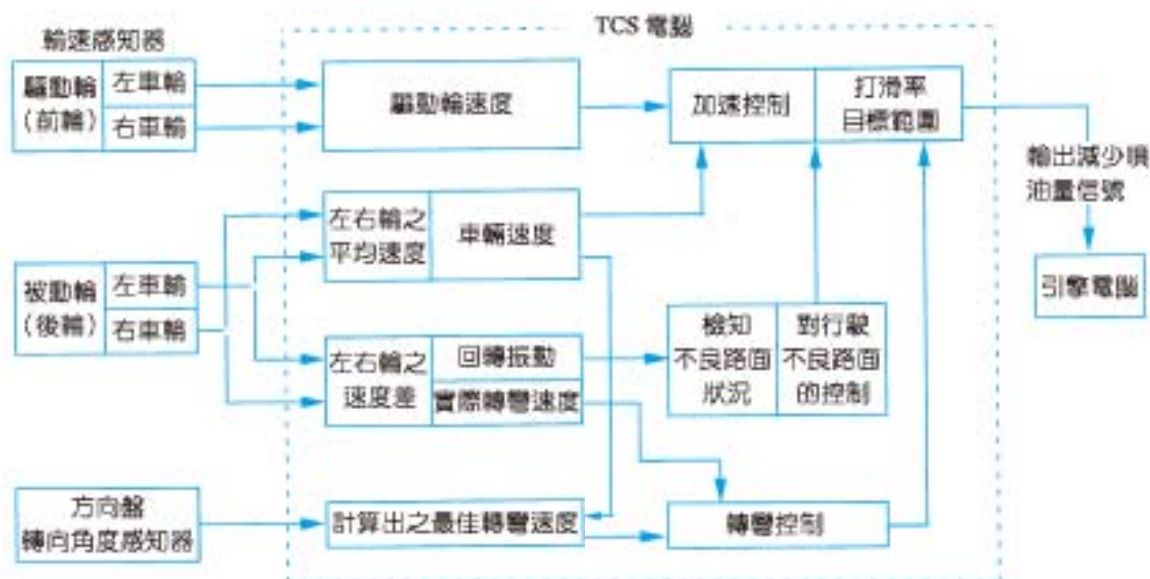 TCS 電腦
輪速感知器
驅動輪
(前輪)
左車輪
右車輪
驅動輪速度
加速控制
打滑率
目標範圍
輸出減少噴
油量信號
引擎電腦
被動輪
(後輪)
左車輪
右車輪
左右輪之
平均速度
車輛速度
左右輪之
速度差
回轉振動
實際轉彎速度
檢知
不良路面
狀況
對行駛
不良路面
的控制
方向盤
轉向角度感知器
計算出之最佳轉彎速度
轉彎控制